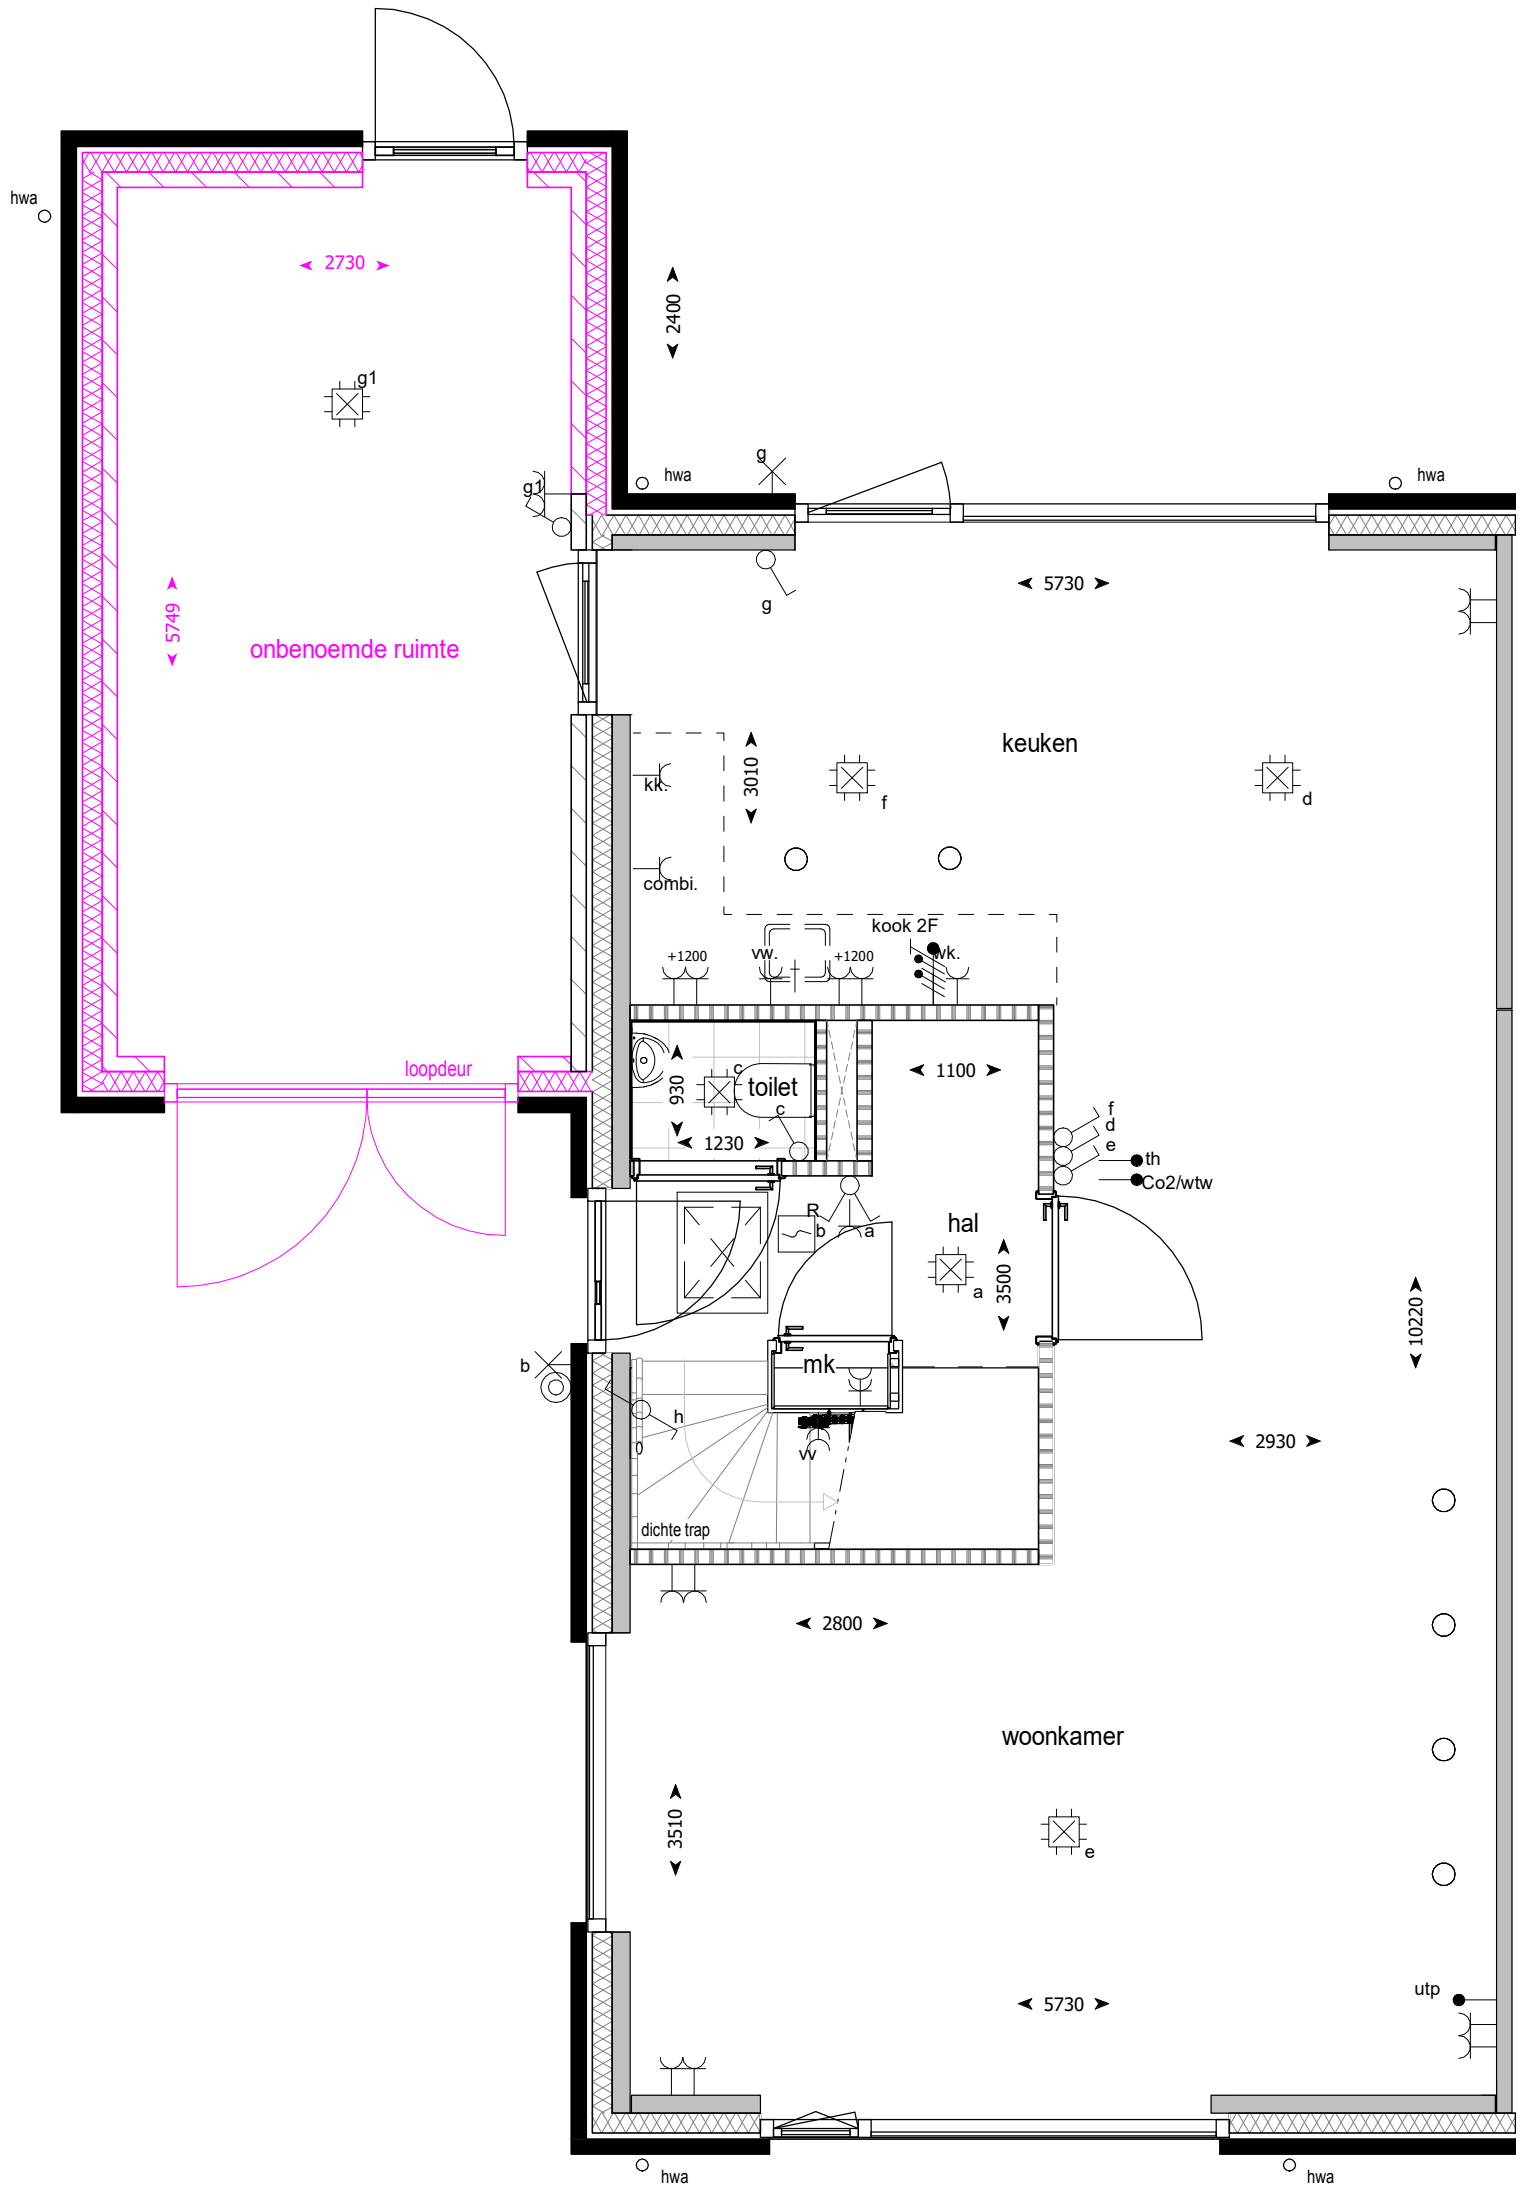 hwa
2730
2400
g1
g
hwa
hwa
g1
g
5730
5749
onbenoemde ruimte
keuken
kk.
3010
f
d
combi.
kook 2F
+1200
vw.
+1200
wk.
loopdeur
930
c
toilet
1100
c
1230
f
d
e
th
Co2/wtw
R
b
a
hal
3500
a
10220
b
mk
h
vv
2930
dichte trap
2800
woonkamer
3510
e
utp
5730
hwa
hwa